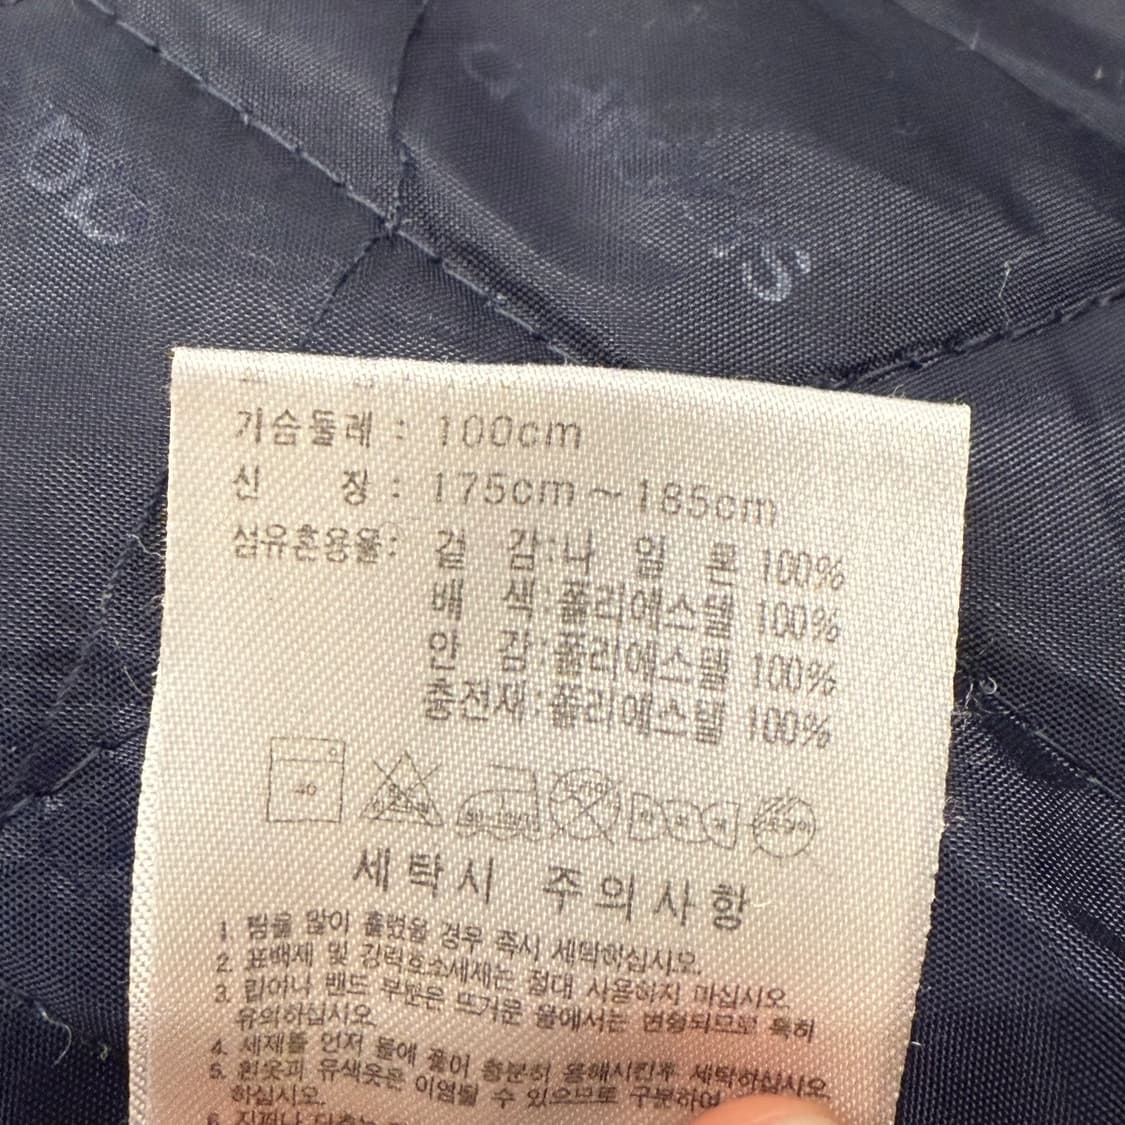 가슴둘레 : 100cm
신 장 : 175cm ~ 185cm
섬유혼용율: 겉 감:나 일 론 100%
배 색:폴리에스텔 100%
안 감:폴리에스텔 100%
충전재:폴리에스텔 100%
40
세탁시 주의사항
1. 땀을 많이 흘렸을 경우 즉시 세탁하십시오.
2. 표백제 및 강력효소세제는 절대 사용하지 마십시오.
3. 립이나 밴드 부분은 뜨거운 물에서는 변형되므로 특히
유의하십시오.
4. 세제를 먼저 물에 풀어 충분히 용해시킨후 세탁하십시오.
5. 흰옷과 유색옷은 이염될 수 있으므로 구분하여
하십시오.
6.